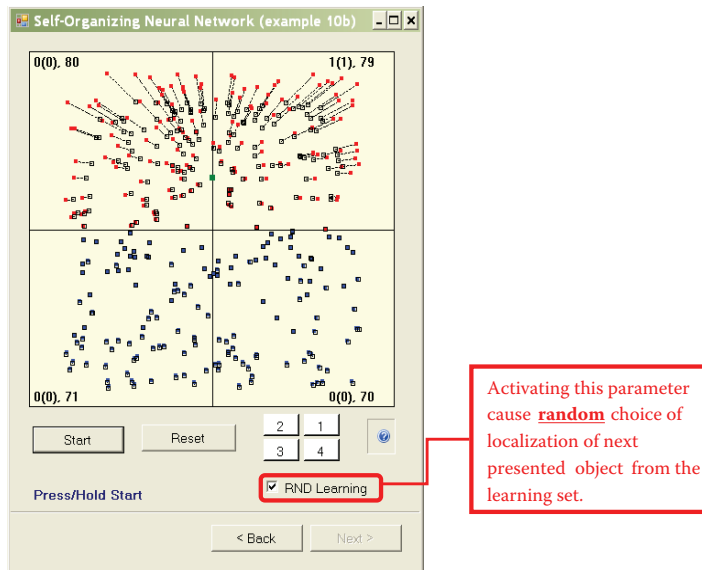 Self-Organizing Neural Network (example 10b)
0(0), 80
1(1), 79
0(0), 71
0(0), 70
Start
Reset
2
1
3
4
Press/Hold Start
RND Learning
< Back
Next >
Activating this parameter
cause random choice of
localization of next
presented object from the
learning set.